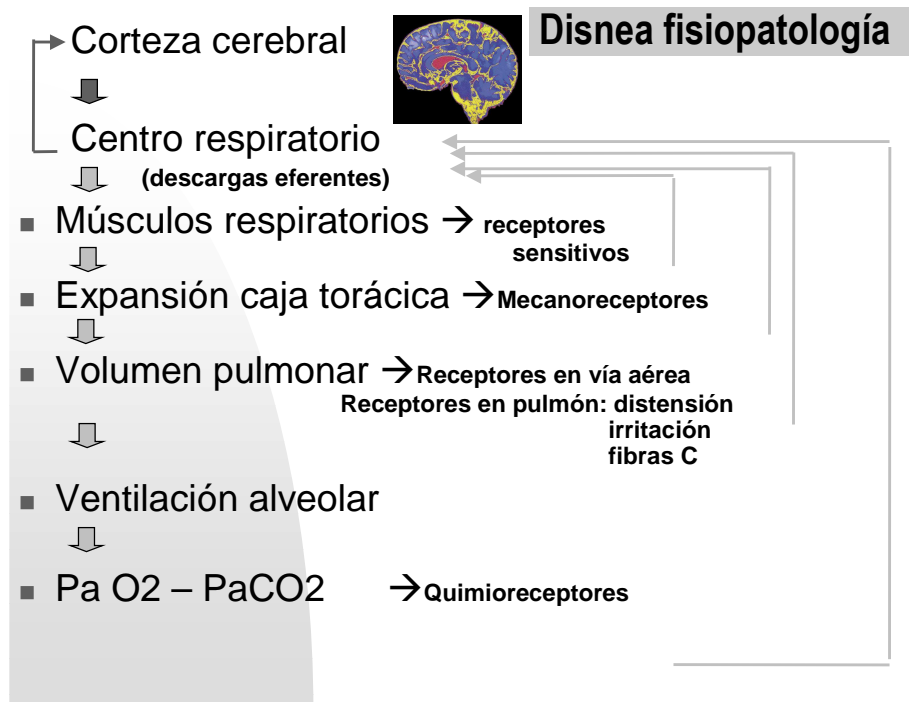 Disnea fisiopatología
Corteza cerebral
Centro respiratorio
(descargas eferentes)
■ Músculos respiratorios → receptores
sensitivos
■ Expansión caja torácica → Mecanoreceptores
■ Volumen pulmonar → Receptores en vía aérea
Receptores en pulmón: distensión
irritación
fibras C
■ Ventilación alveolar
■ Pa O2 – PaCO2 → Quimioreceptores